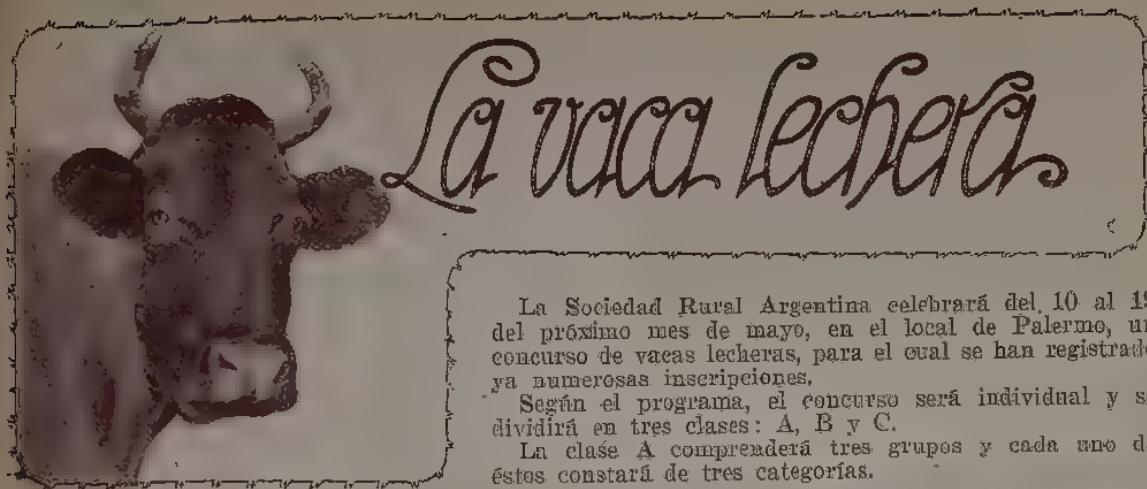 La vaca lechera
La Sociedad Rural Argentina celebrará del 10 al
del próximo mes de mayo, en el local de Palermo,
concurso de vacas lecheras, para el cual se han
ya numerosas inscripciones.
Según el programa, el concurso será individual y
dividirá en tres clases: A, B y C.
La clase A comprenderá tres grupos y cada uno
éstos constará de tres categorías.